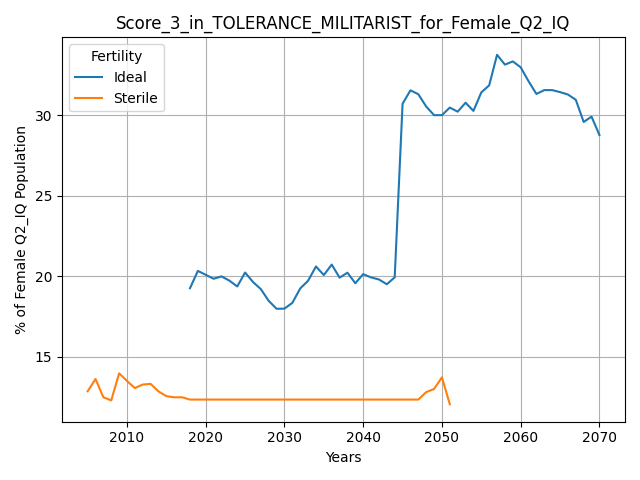 Score_3_in_TOLERANCE_MILITARIST_for_Female_Q2_IQ
Fertility
Ideal
Sterile
% of Female Q2_IQ Population
30
25
20
15
2010
2020
2030
2040
2050
2060
2070
Years